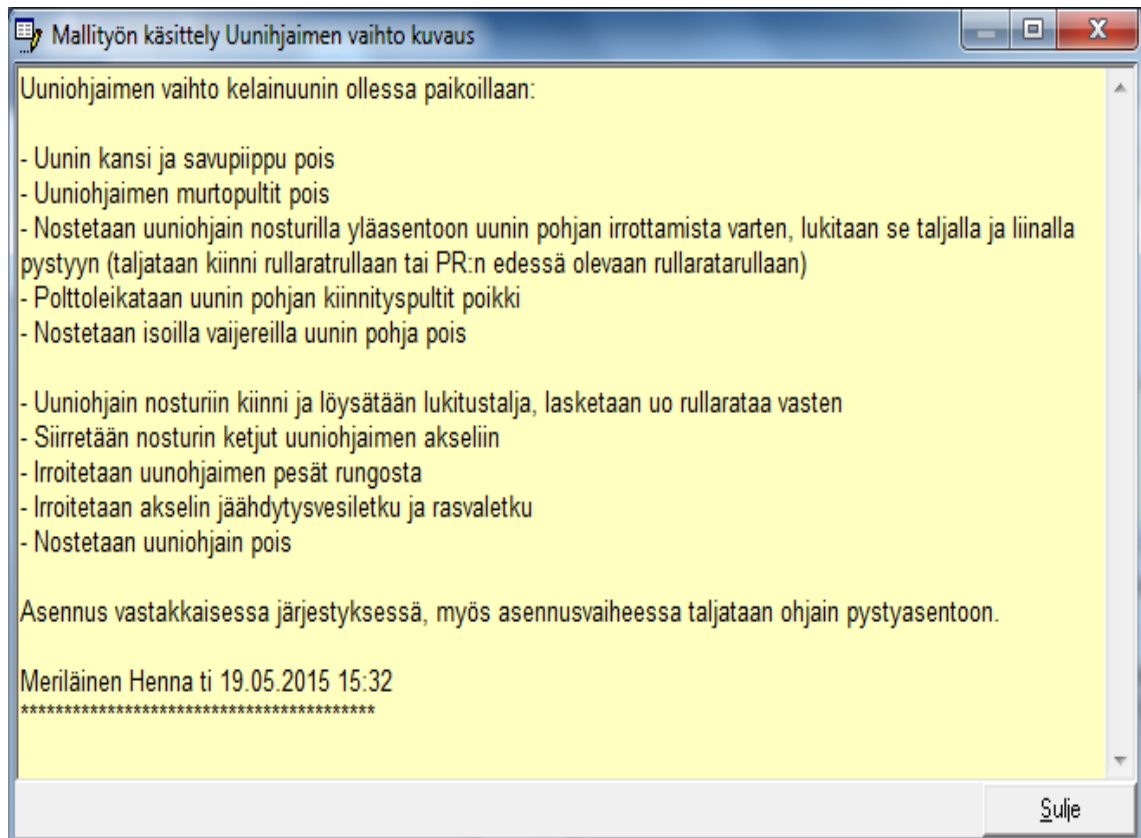 Mallityön käsittely Uunihjaimen vaihto kuvaus
Uuniohjaimen vaihto kelainuunin ollessa paikoillaan:
- Uunin kansi ja savupiippu pois
- Uuniohjaimen murtopultit pois
- Nostetaan uuniohjain nosturilla yläasentoon uunin pohjan irrottamista varten, lukitaan se taljalla ja liinalla
pystyyn (taljataan kiinni rullaratrullaan tai PR:n edessä olevaan rullaratarullaan)
- Polttoleikataan uunin pohjan kiinnityspultit poikki
- Nostetaan isoilla vaijereilla uunin pohja pois
- Uuniohjain nosturiin kiinni ja löysätään lukitustalja, lasketaan uo rullarataa vasten
- Siirretään nosturin ketjut uuniohjaimen akseliin
- Irroitetaan uunohjaimen pesät rungosta
- Irroitetaan akselin jäähdytysvesiletku ja rasvaletku
- Nostetaan uuniohjain pois
Asennus vastakkaisessa järjestyksessä, myös asennusvaiheessa taljataan ohjain pystyasentoon.
Meriläinen Henna ti 19.05.2015 15:32
*****************************************
Sulje